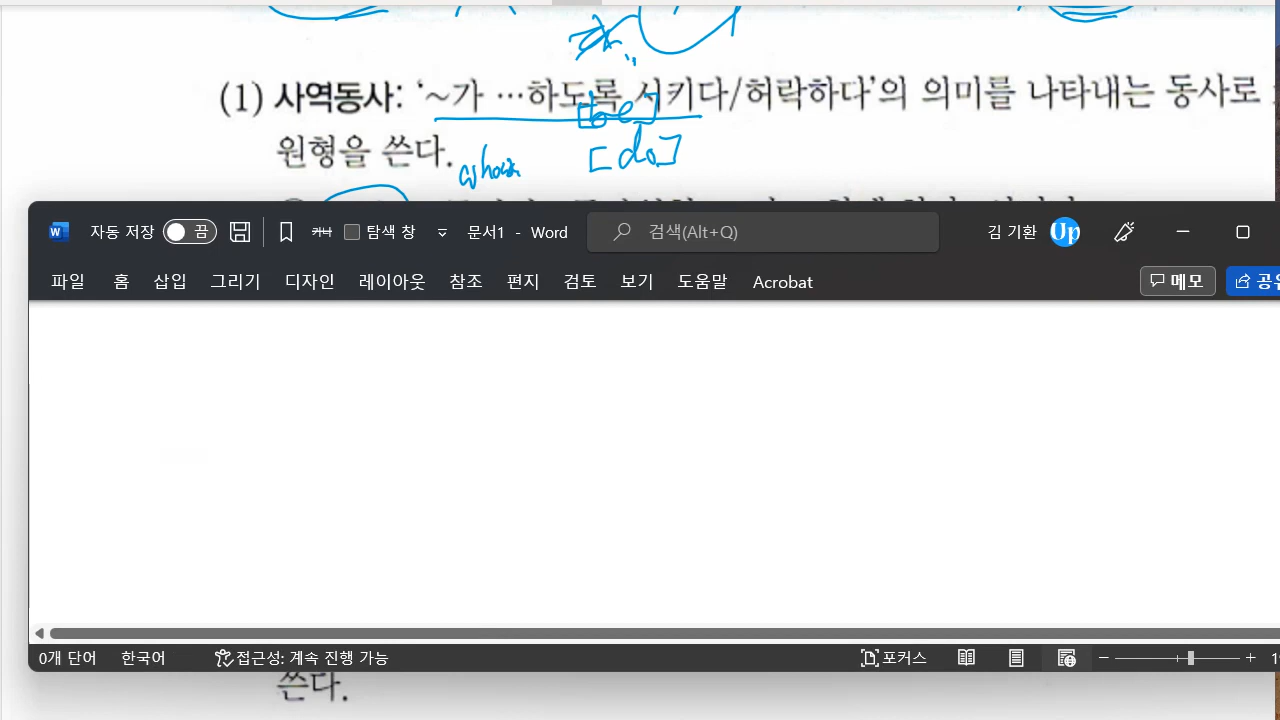 (1) 사역동사: ‘~가 …하도록 시키다/허락하다’의 의미를 나타내는 동사로
[be]
원형을 쓴다.
[do]
자동 저장 끔 탐색 창 문서1 - Word 검색(Alt+Q) 김 기환 Up
파일 홈 삽입 그리기 디자인 레이아웃 참조 편지 검토 보기 도움말 Acrobat 메모
0개 단어 한국어 접근성: 계속 진행 가능 포커스
쓴다.